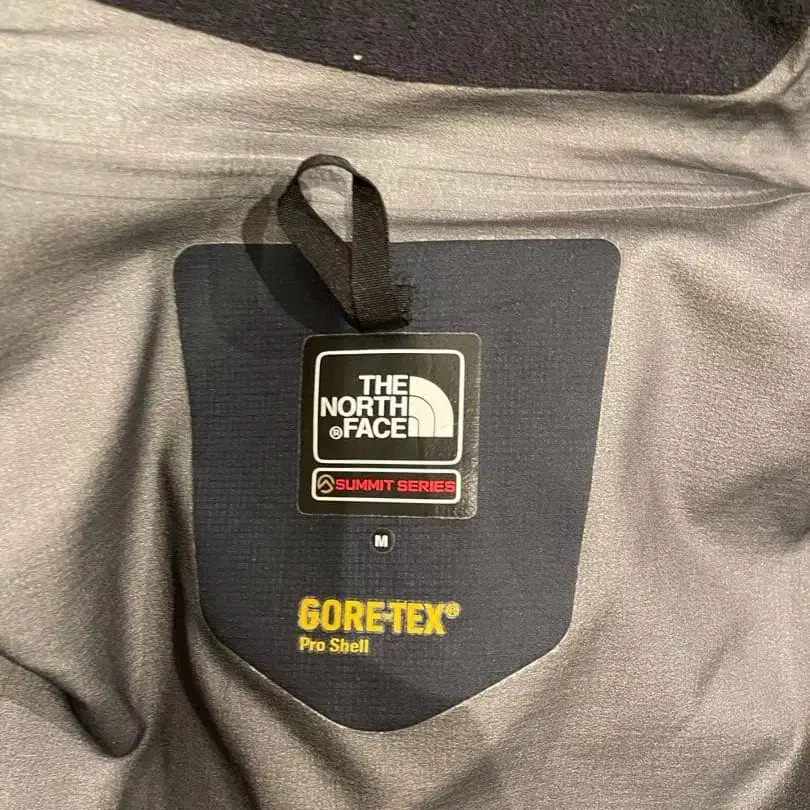 THE
NORTH
®FACE
SUMMIT SERIES
M
GORE-TEX®
Pro Shell